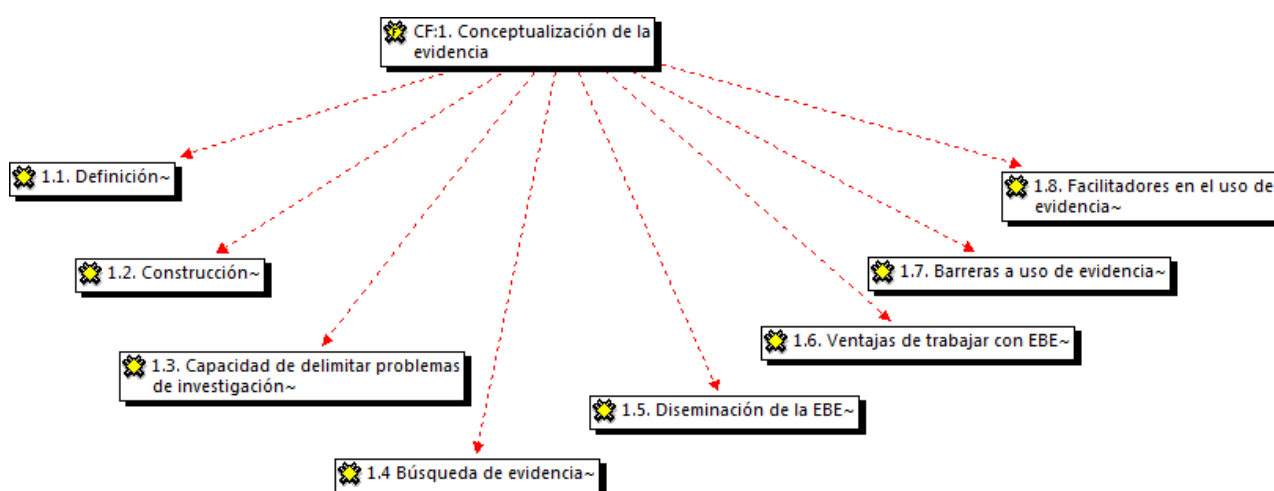 CF:1. Conceptualización de la
evidencia
1.1. Definición~
1.2. Construcción~
1.3. Capacidad de delimitar problemas
de investigación~
1.4 Búsqueda de evidencia~
1.5. Diseminación de la EBE~
1.6. Ventajas de trabajar con EBE~
1.7. Barreras a uso de evidencia~
1.8. Facilitadores en el uso de
evidencia~